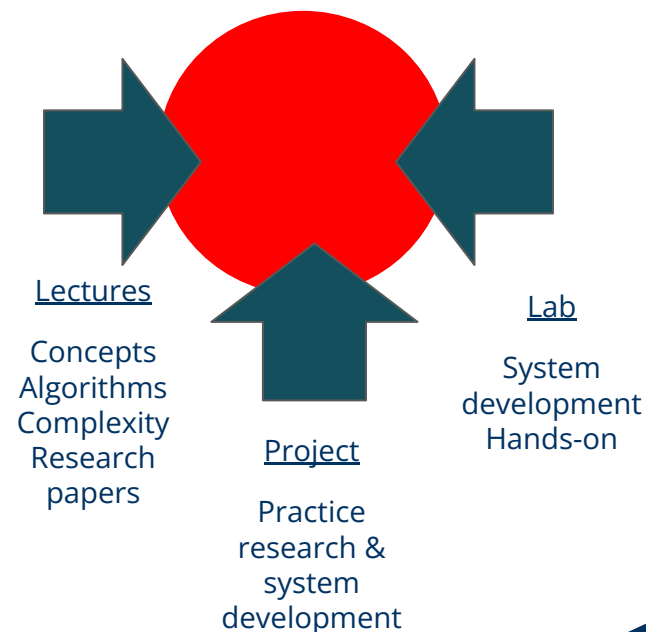 Lectures
Concepts
Algorithms
Complexity
Research
papers
Project
Practice
research &
system
development
Lab
System
development
Hands-on